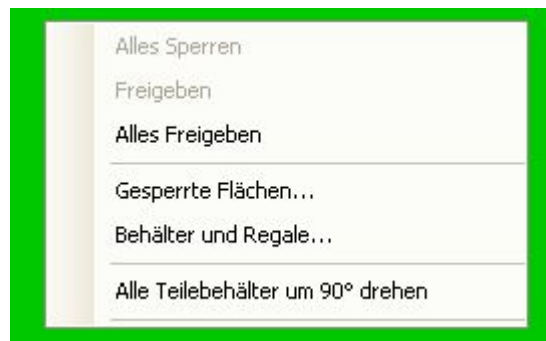 Alles Sperren
Freigeben
Alles Freigeben
Gesperrte Flächen...
Behälter und Regale...
Alle Teilebehälter um 90° drehen